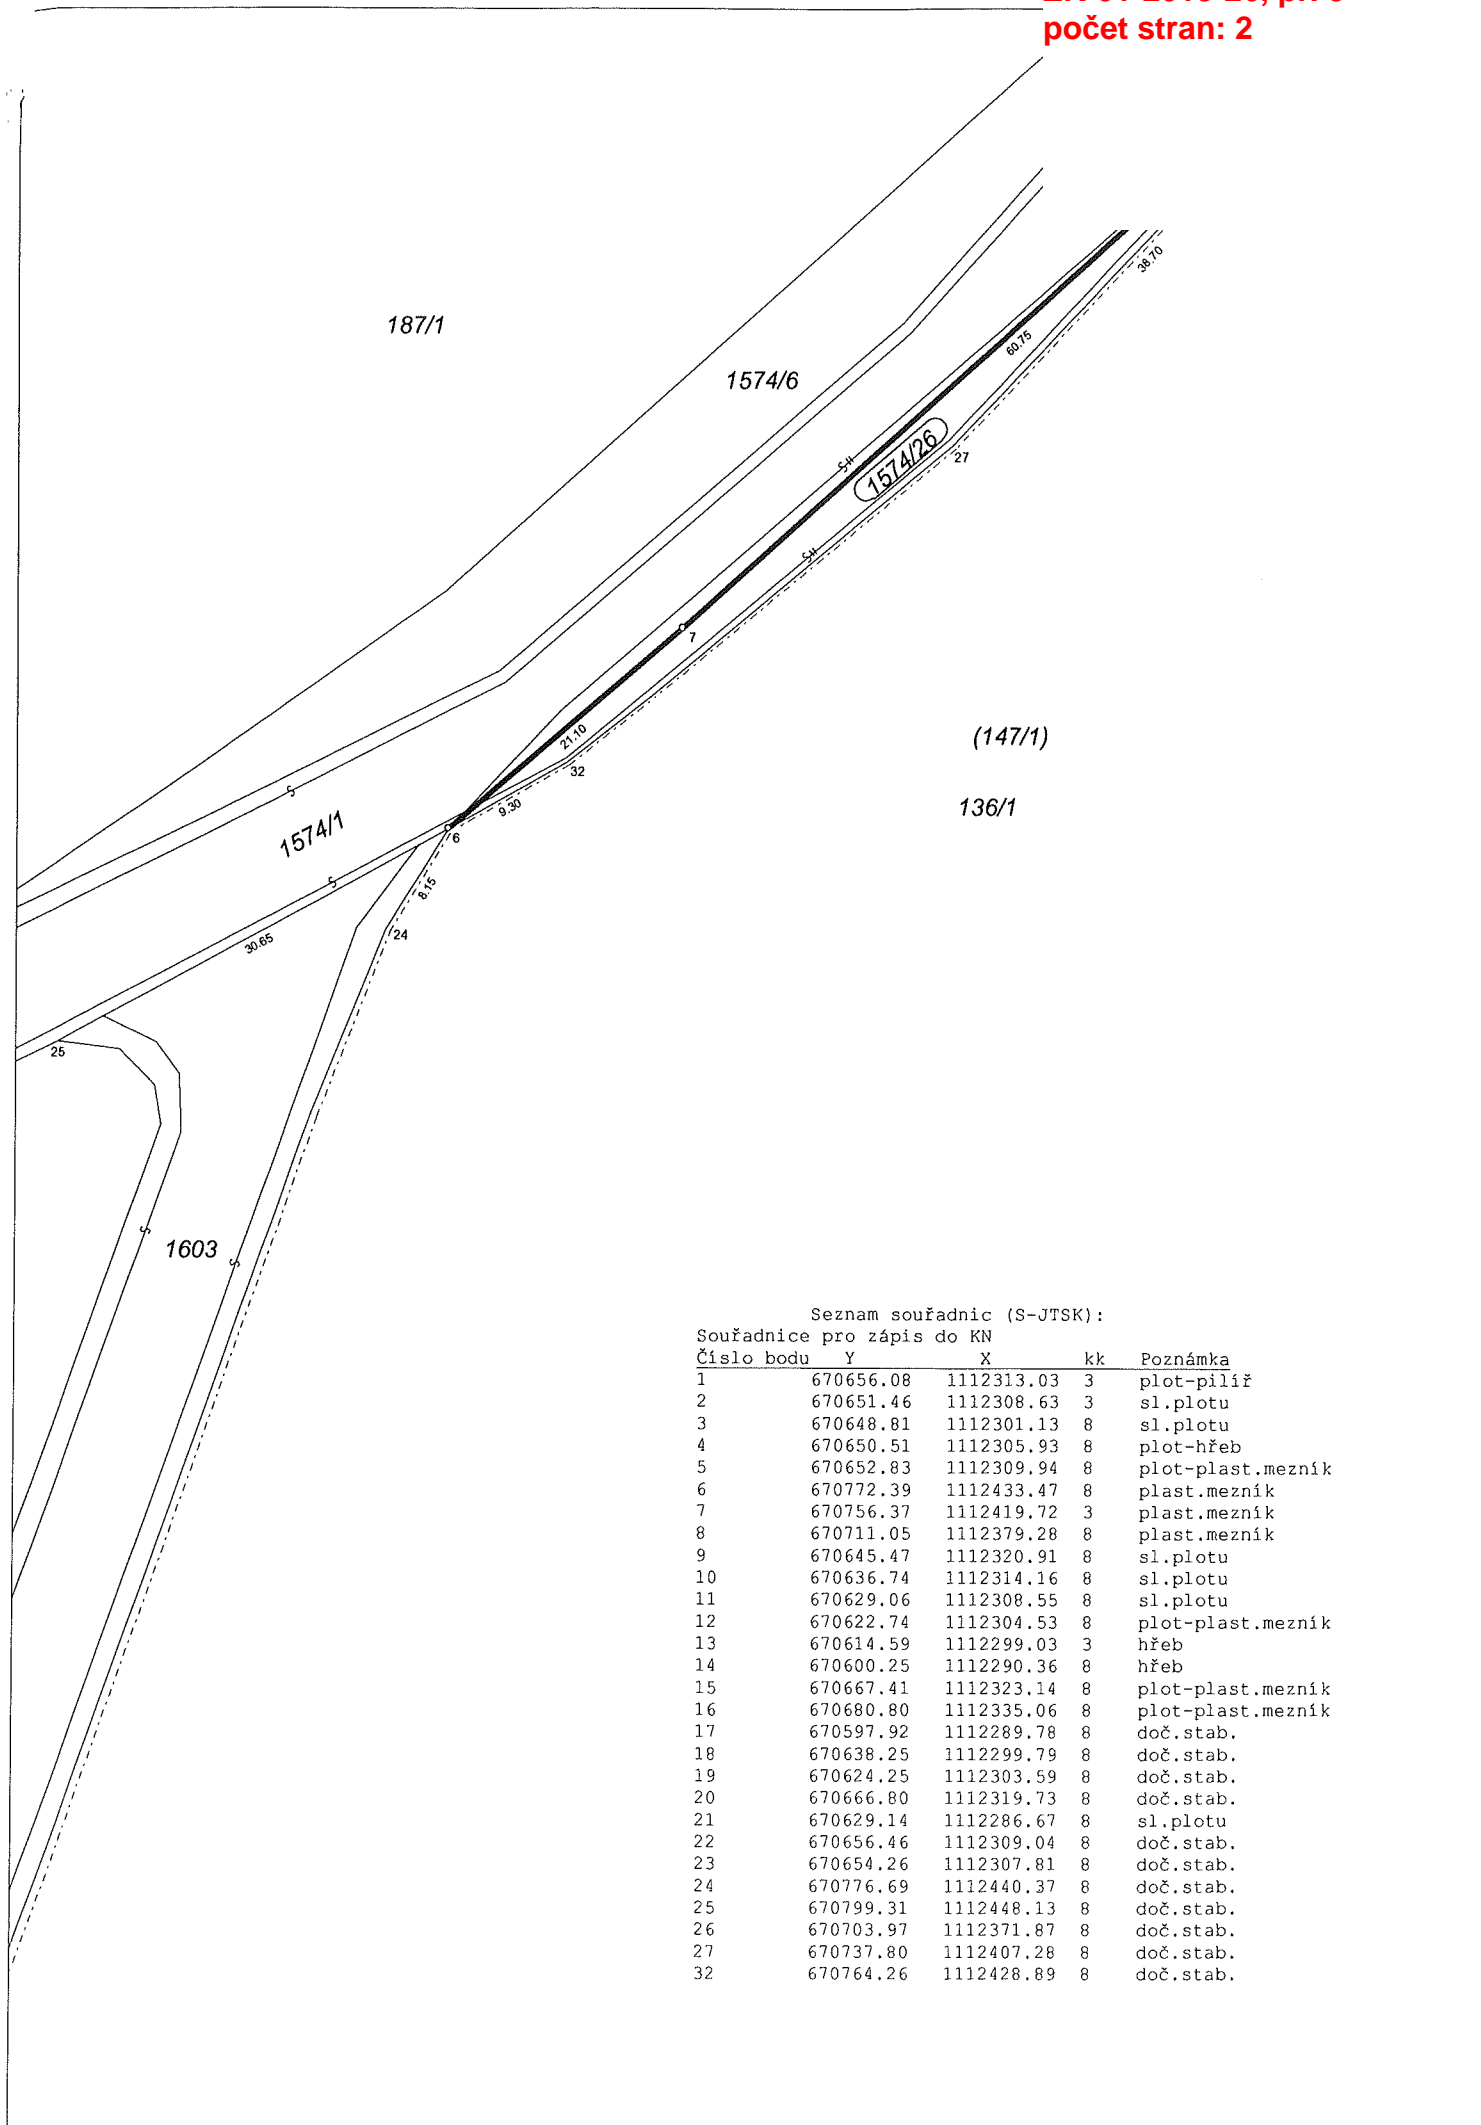 počet stran: 2
38.70
187/1
60.75
1574/6
1574/26
27
7
(147/1)
21.10
32
9.30
136/1
1574/1
6
8.15
24
30.65
25
1603
Seznam souřadnic (S-JTSK):
Souřadnice pro zápis do KN
Číslo bodu Y X kk Poznámka
1 670656.08 1112313.03 3 plot-pilíř
2 670651.46 1112308.63 3 sl.plotu
3 670648.81 1112301.13 8 sl.plotu
4 670650.51 1112305.93 8 plot-hřeb
5 670652.83 1112309.94 8 plot-plast.mezník
6 670772.39 1112433.47 8 plast.mezník
7 670756.37 1112419.72 3 plast.mezník
8 670711.05 1112379.28 8 plast.mezník
9 670645.47 1112320.91 8 sl.plotu
10 670636.74 1112314.16 8 sl.plotu
11 670629.06 1112308.55 8 sl.plotu
12 670622.74 1112304.53 8 plot-plast.mezník
13 670614.59 1112299.03 3 hřeb
14 670600.25 1112290.36 8 hřeb
15 670667.41 1112323.14 8 plot-plast.mezník
16 670680.80 1112335.06 8 plot-plast.mezník
17 670597.92 1112289.78 8 doč.stab.
18 670638.25 1112299.79 8 doč.stab.
19 670624.25 1112303.59 8 doč.stab.
20 670666.80 1112319.73 8 doč.stab.
21 670629.14 1112286.67 8 sl.plotu
22 670656.46 1112309.04 8 doč.stab.
23 670654.26 1112307.81 8 doč.stab.
24 670776.69 1112440.37 8 doč.stab.
25 670799.31 1112448.13 8 doč.stab.
26 670703.97 1112371.87 8 doč.stab.
27 670737.80 1112407.28 8 doč.stab.
32 670764.26 1112428.89 8 doč.stab.